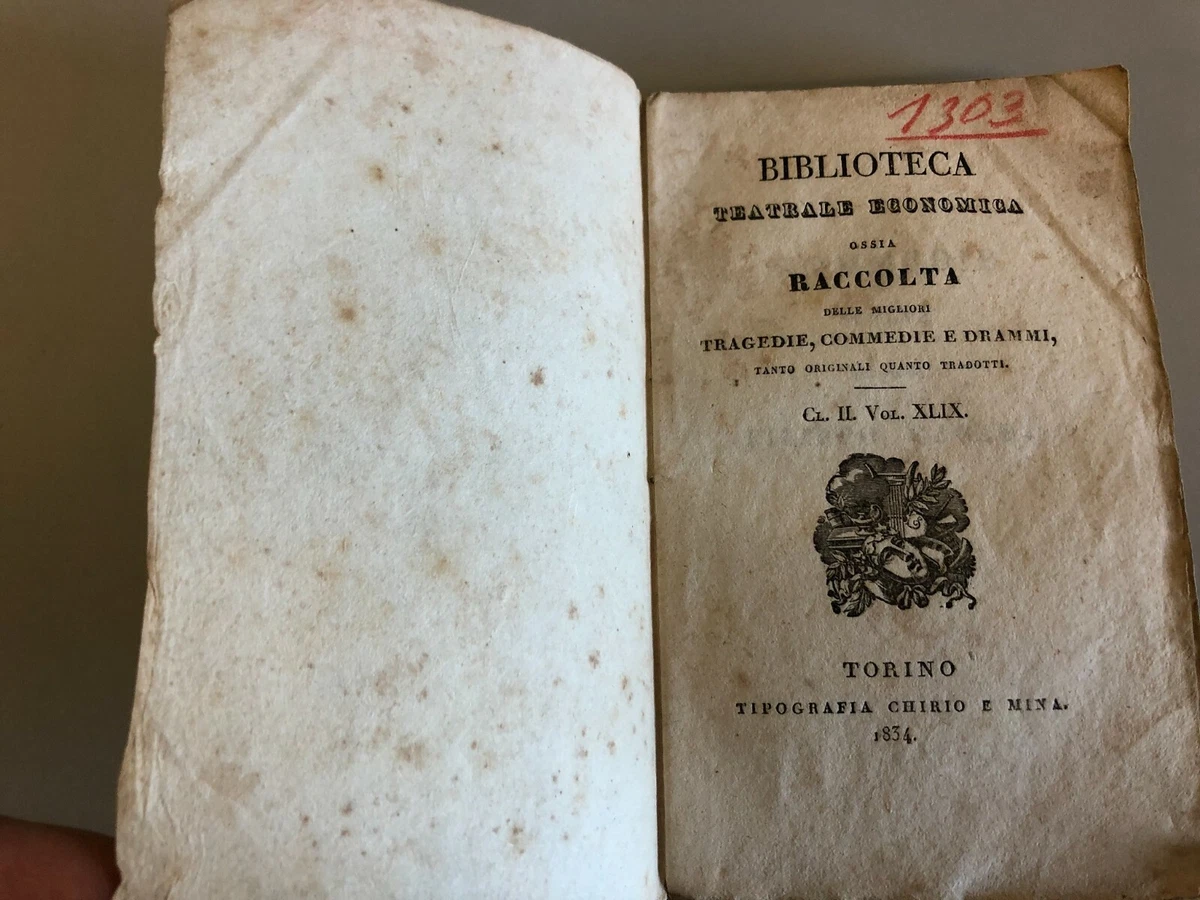 1303
BIBLIOTECA
TEATRALE ECONOMICA
OSSIA
RACCOLTA
DELLE MIGLIORI
TRAGEDIE, COMMEDIE E DRAMMI,
TANTO ORIGINALI QUANTO TRADOTTI.
CL. II. VOL. XLIX.
TORINO
TIPOGRAFIA CHIRIO E MINA.
1834.